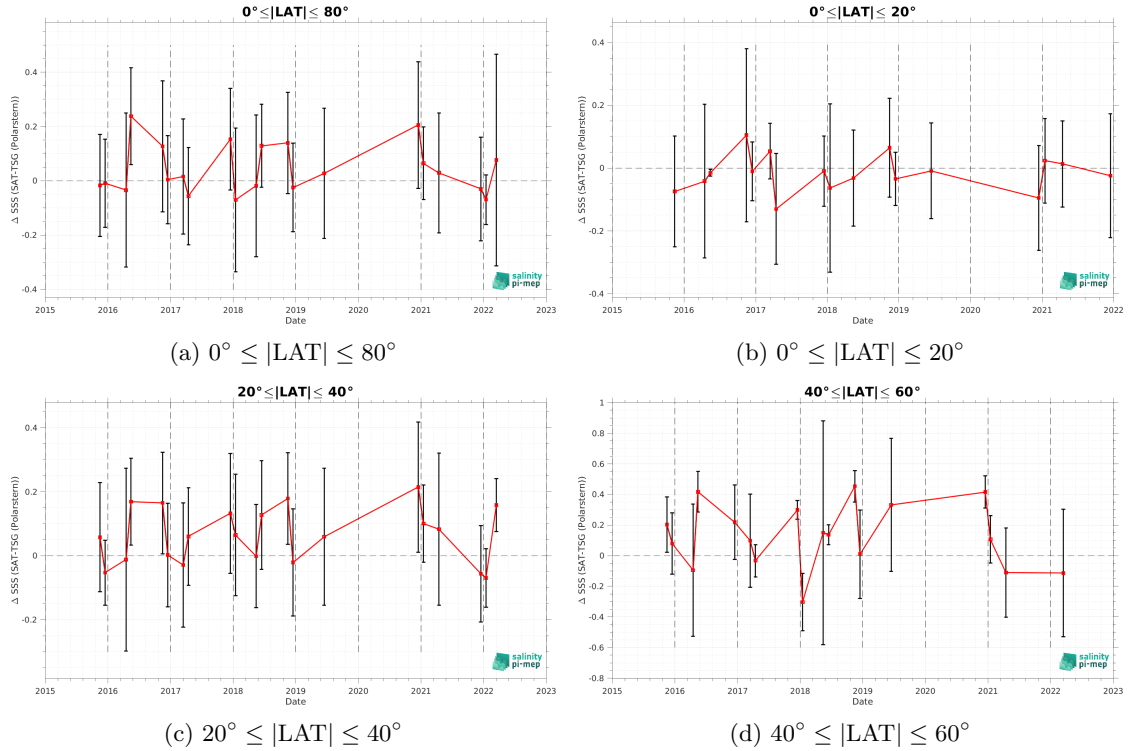 0°≤|LAT|≤ 80°
Δ SSS (SAT-TSG (Polarstern))
0.4
0.2
0
-0.2
-0.4
2015 2016 2017 2018 2019 2020 2021 2022 2023
Date
salinity
pi-mep
(a) 0° ≤ |LAT| ≤ 80°
0°≤|LAT|≤ 20°
Δ SSS (SAT-TSG (Polarstern))
0.4
0.2
0
-0.2
-0.4
2015 2016 2017 2018 2019 2020 2021 2022
Date
salinity
pi-mep
(b) 0° ≤ |LAT| ≤ 20°
20°≤|LAT|≤ 40°
Δ SSS (SAT-TSG (Polarstern))
0.4
0.2
0
-0.2
2015 2016 2017 2018 2019 2020 2021 2022 2023
Date
salinity
pi-mep
(c) 20° ≤ |LAT| ≤ 40°
40°≤|LAT|≤ 60°
Δ SSS (SAT-TSG (Polarstern))
1
0.8
0.6
0.4
0.2
0
-0.2
-0.4
-0.6
-0.8
2015 2016 2017 2018 2019 2020 2021 2022 2023
Date
salinity
pi-mep
(d) 40° ≤ |LAT| ≤ 60°